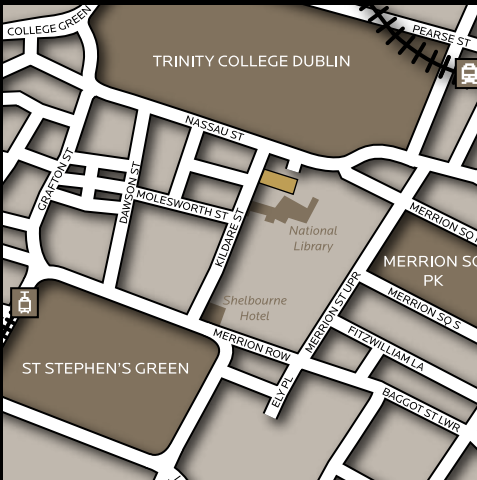 COLLEGE GREEN
PEARSE ST
TRINITY COLLEGE DUBLIN
NASSAU ST
GRAFTON ST
DAWSON ST
MOLESWORTH ST
KILDARE ST
National
Library
MERRION SQ
MERRION SQ
PK
MERRION SQ S
Shelbourne
Hotel
MERRION ST UPR
MERRION ROW
FITZWILLIAM LA
ST STEPHEN'S GREEN
ELY PL
BAGGOT ST LWR